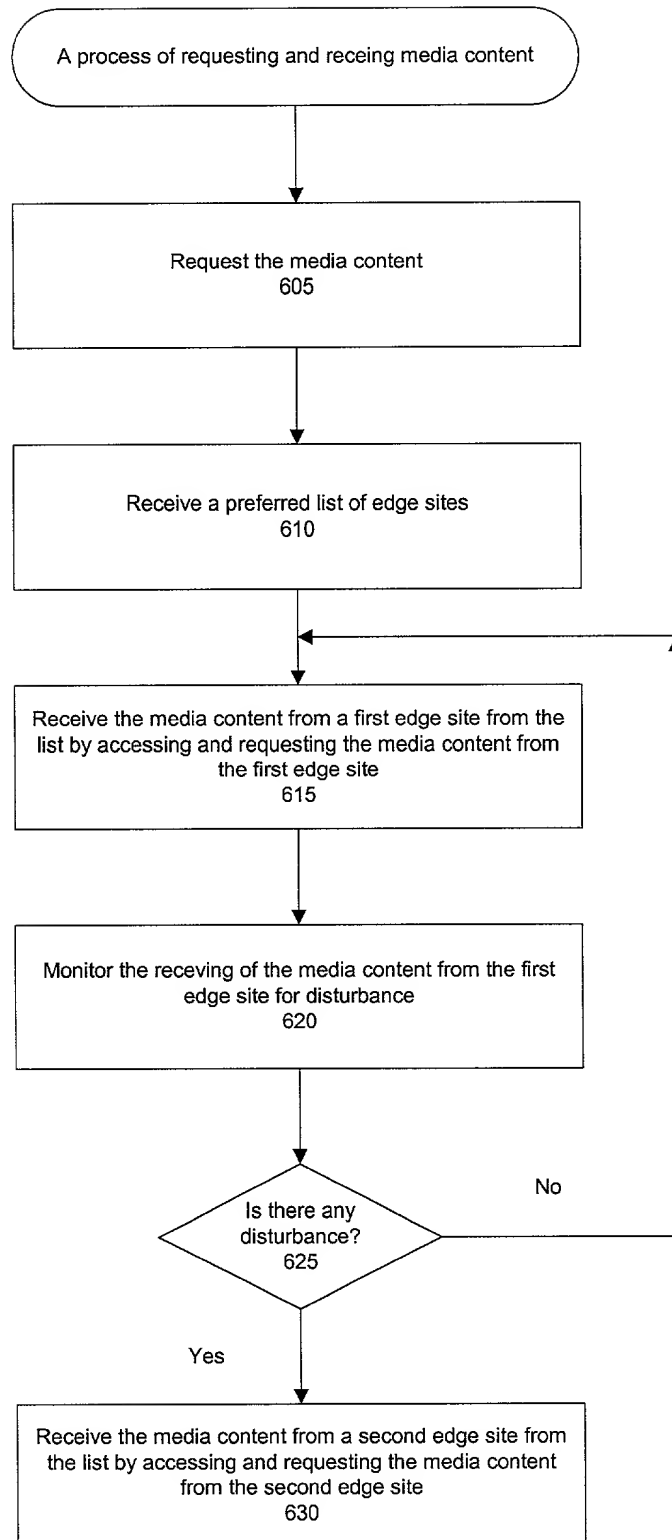 A process of requesting and receing media content
Request the media content
605
Receive a preferred list of edge sites
610
Receive the media content from a first edge site from the
list by accessing and requesting the media content from
the first edge site
615
Monitor the receving of the media content from the first
edge site for disturbance
620
Is there any
disturbance?
625
No
Yes
Receive the media content from a second edge site from
the list by accessing and requesting the media content
from the second edge site
630